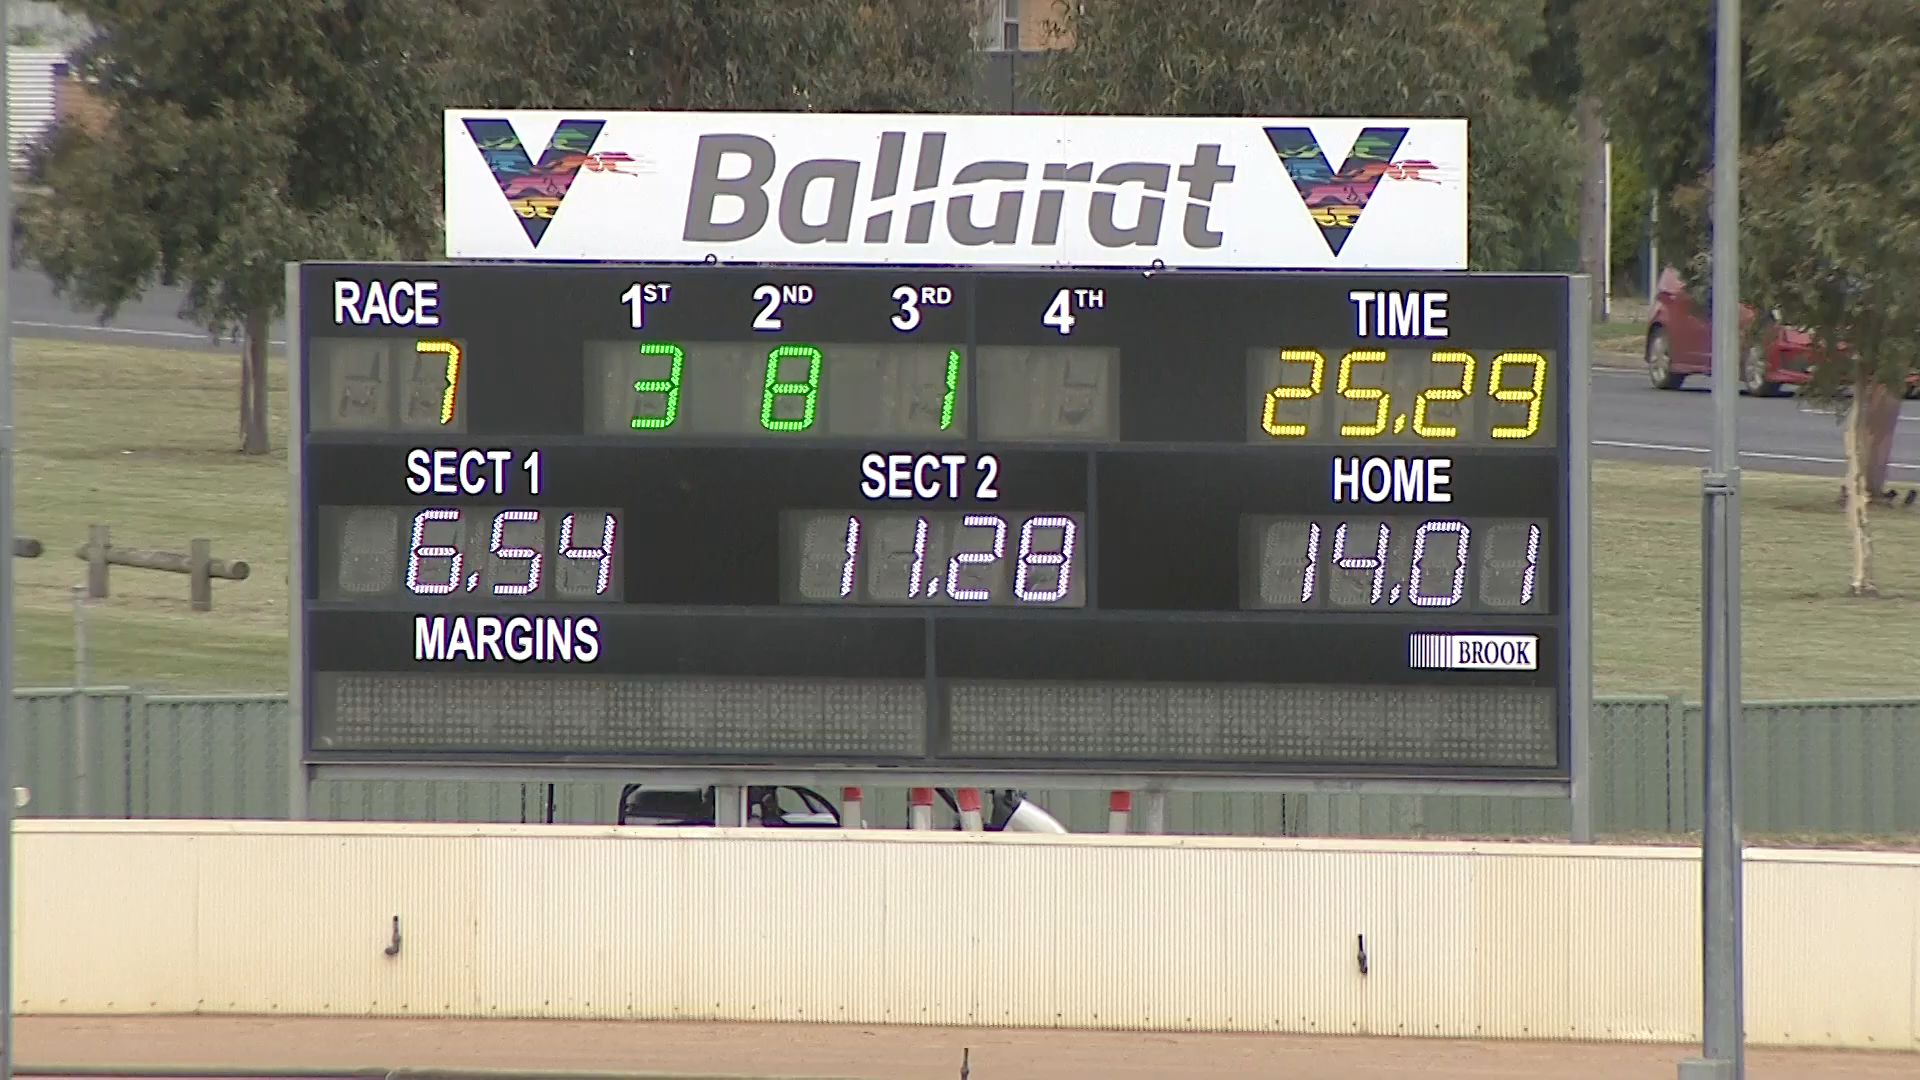 Ballarat
RACE 1ST 2ND 3RD 4TH TIME
7 3 8 1 25.29
SECT 1 SECT 2 HOME
6.54 11.28 14.01
MARGINS
BROOK